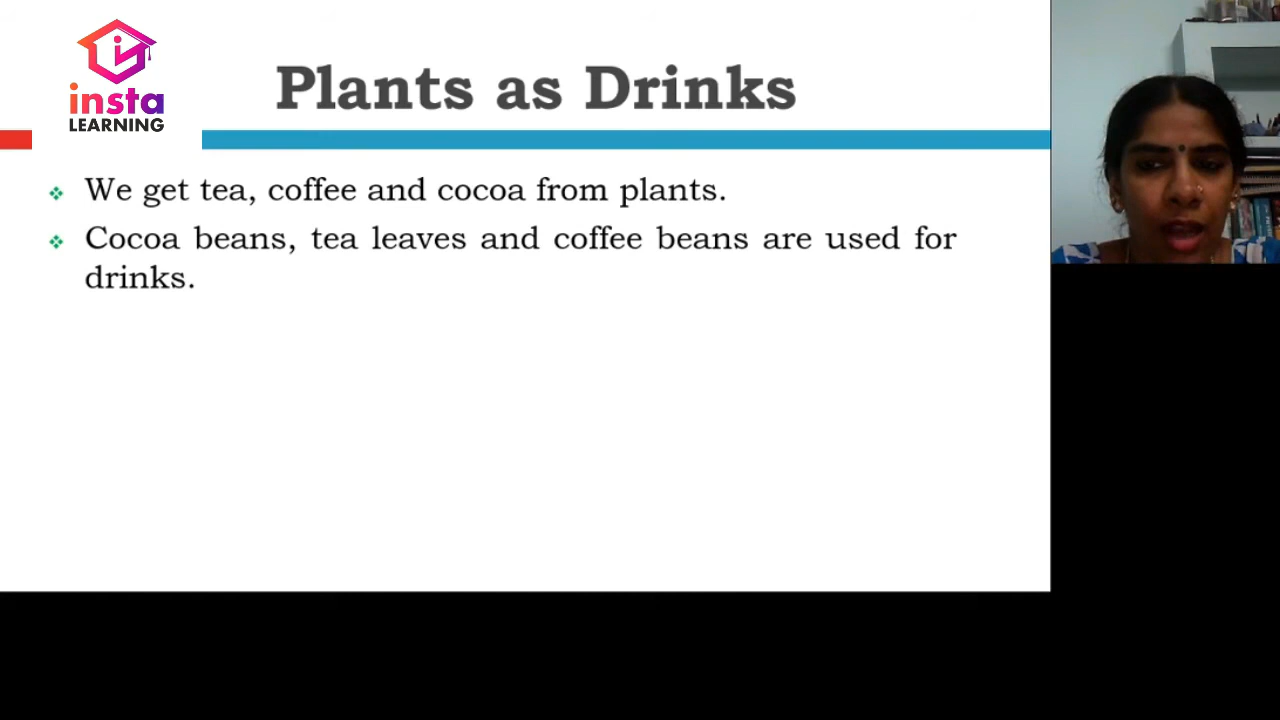 insta
LEARNING
Plants as Drinks
We get tea, coffee and cocoa from plants.
Cocoa beans, tea leaves and coffee beans are used for
drinks.